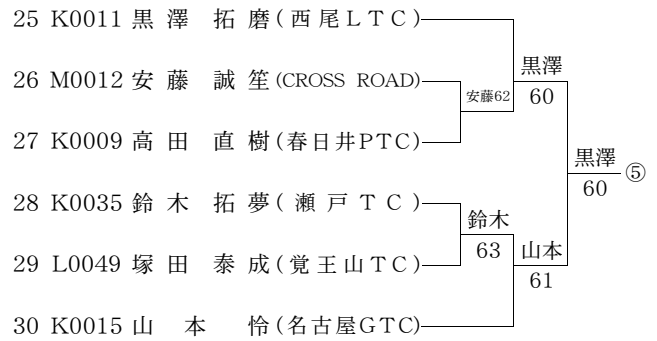 25 K0011 黒澤 拓磨(西尾LTC)
黒澤
60
26 M0012 安藤 誠笙(CROSS ROAD)
安藤62
27 K0009 高田 直樹(春日井PTC)
黒澤
60
⑤
28 K0035 鈴木 拓夢(瀬戸TC)
鈴木
63
29 L0049 塚田 泰成(覚王山TC)
山本
61
30 K0015 山本 怜(名古屋GTC)